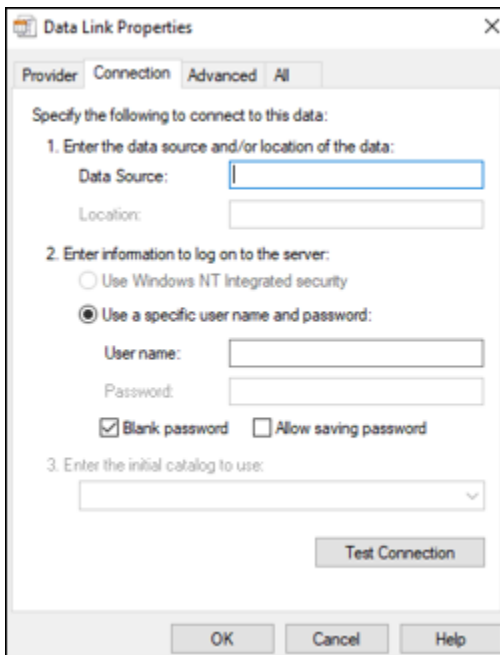 Data Link Properties
Provider Connection Advanced All
Specify the following to connect to this data:
1. Enter the data source and/or location of the data:
Data Source:
Location:
2. Enter information to log on to the server:
Use Windows NT Integrated security
Use a specific user name and password:
User name:
Password:
Blank password Allow saving password
3. Enter the initial catalog to use:
Test Connection
OK Cancel Help